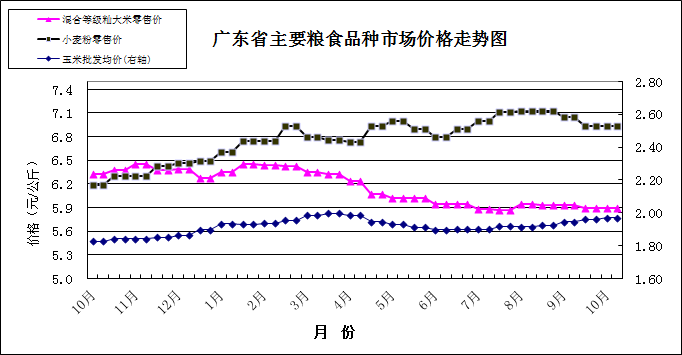 混合等级籼大米零售价
小麦粉零售价
玉米批发均价(右轴)
广东省主要粮食品种市场价格走势图
价格（元/公斤）
7.4
7.1
6.8
6.5
6.2
5.9
5.6
5.3
5.0
2.80
2.60
2.40
2.20
2.00
1.80
1.60
10月
11月
12月
1月
2月
3月
4月
5月
6月
7月
8月
9月
10月
月 份